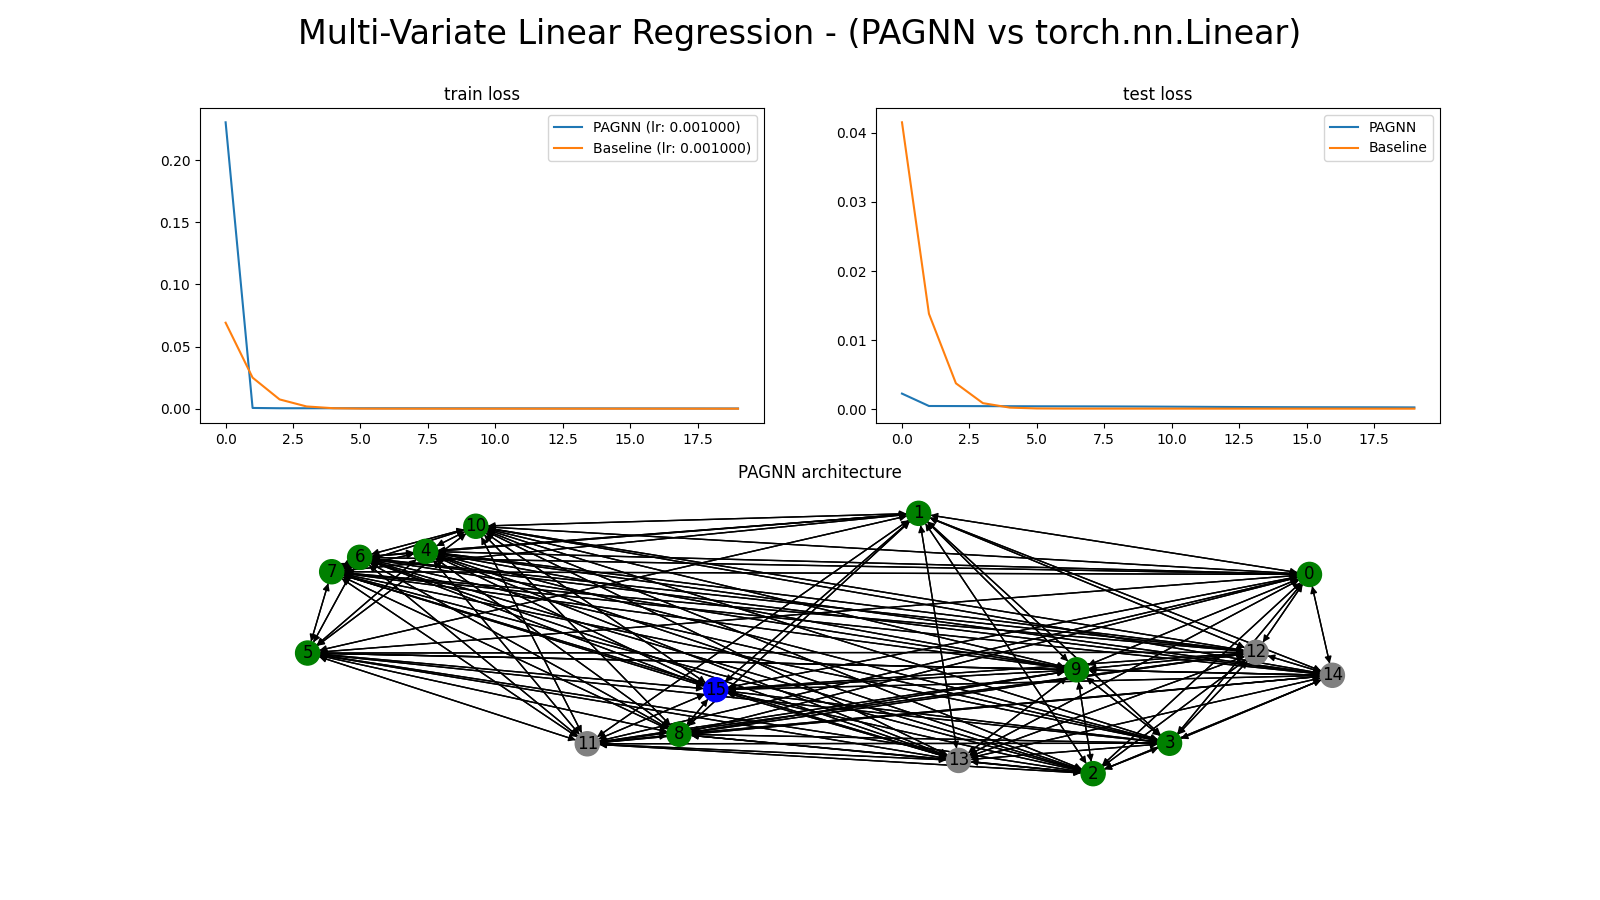 Multi-Variate Linear Regression - (PAGNN vs torch.nn.Linear)
train loss
PAGNN (lr: 0.001000)
Baseline (lr: 0.001000)
0.20
0.15
0.10
0.05
0.00
0.0 2.5 5.0 7.5 10.0 12.5 15.0 17.5
test loss
PAGNN
Baseline
0.04
0.03
0.02
0.01
0.00
0.0 2.5 5.0 7.5 10.0 12.5 15.0 17.5
PAGNN architecture
1
10
4
6
7
0
5
12
9
14
15
8
11
3
13
2